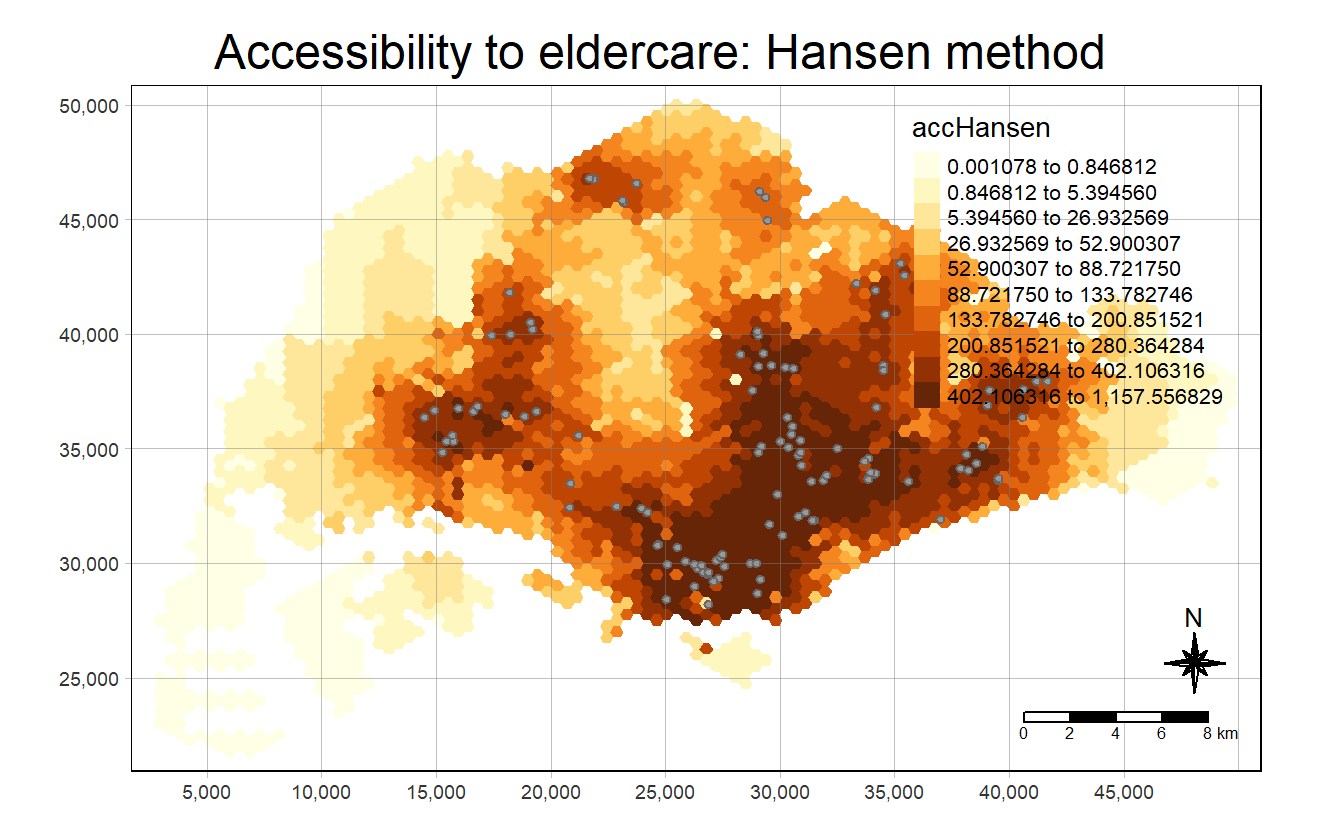 Accessibility to eldercare: Hansen method
accHansen
0.001078 to 0.846812
0.846812 to 5.394560
5.394560 to 26.932569
26.932569 to 52.900307
52.900307 to 88.721750
88.721750 to 133.782746
133.782746 to 200.851521
200.851521 to 280.364284
280.364284 to 402.106316
402.106316 to 1,157.556829
50,000
45,000
40,000
35,000
30,000
25,000
N
0 2 4 6 8 km
5,000 10,000 15,000 20,000 25,000 30,000 35,000 40,000 45,000